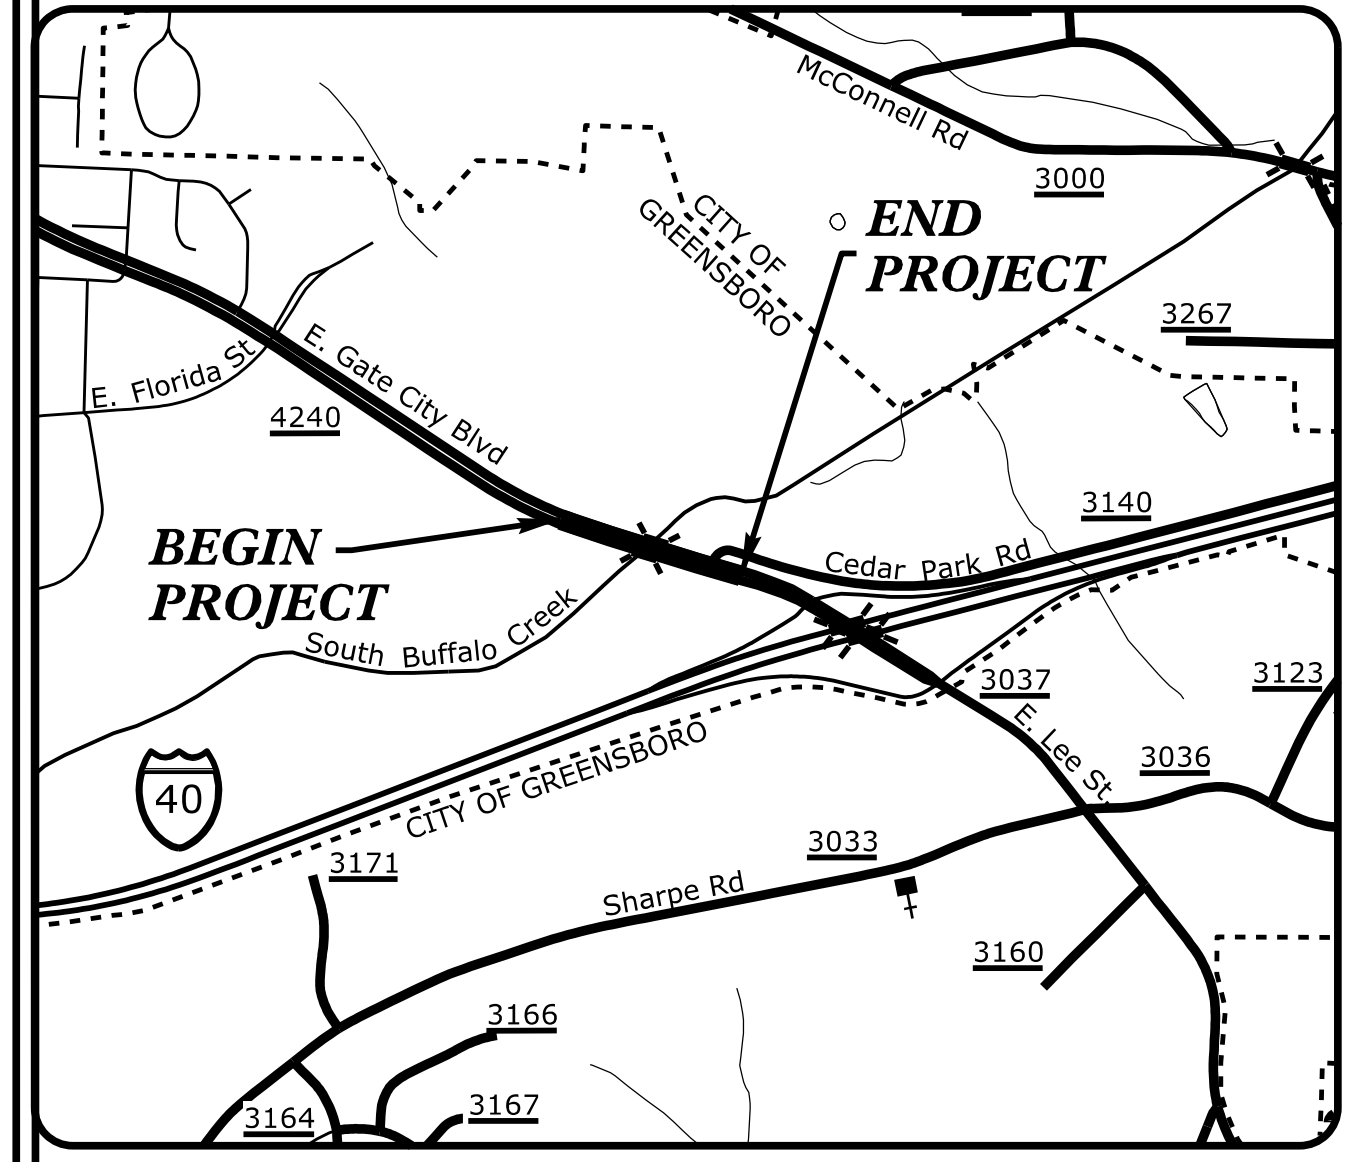 McConnell Rd
3000
CITY OF
GREENSBORO
END
PROJECT
3267
E. Florida St
E. Gate City Blvd
4240
3140
BEGIN
PROJECT
Cedar Park Rd
South Buffalo Creek
3037
3123
E. Lee St.
CITY OF GREENSBORO
3036
40
3033
3171
Sharpe Rd
3160
3166
3167
3164